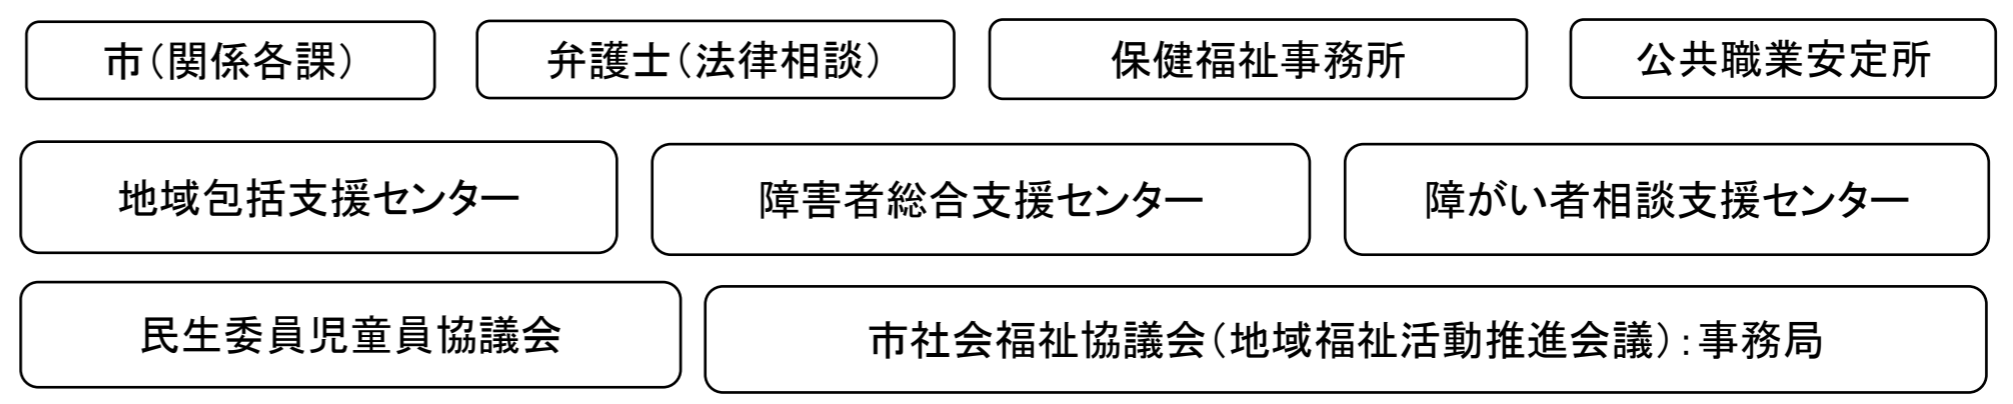 市（関係各課）
弁護士（法律相談）
保健福祉事務所
公共職業安定所
地域包括支援センター
障害者総合支援センター
障がい者相談支援センター
民生委員児童員協議会
市社会福祉協議会（地域福祉活動推進会議）：事務局